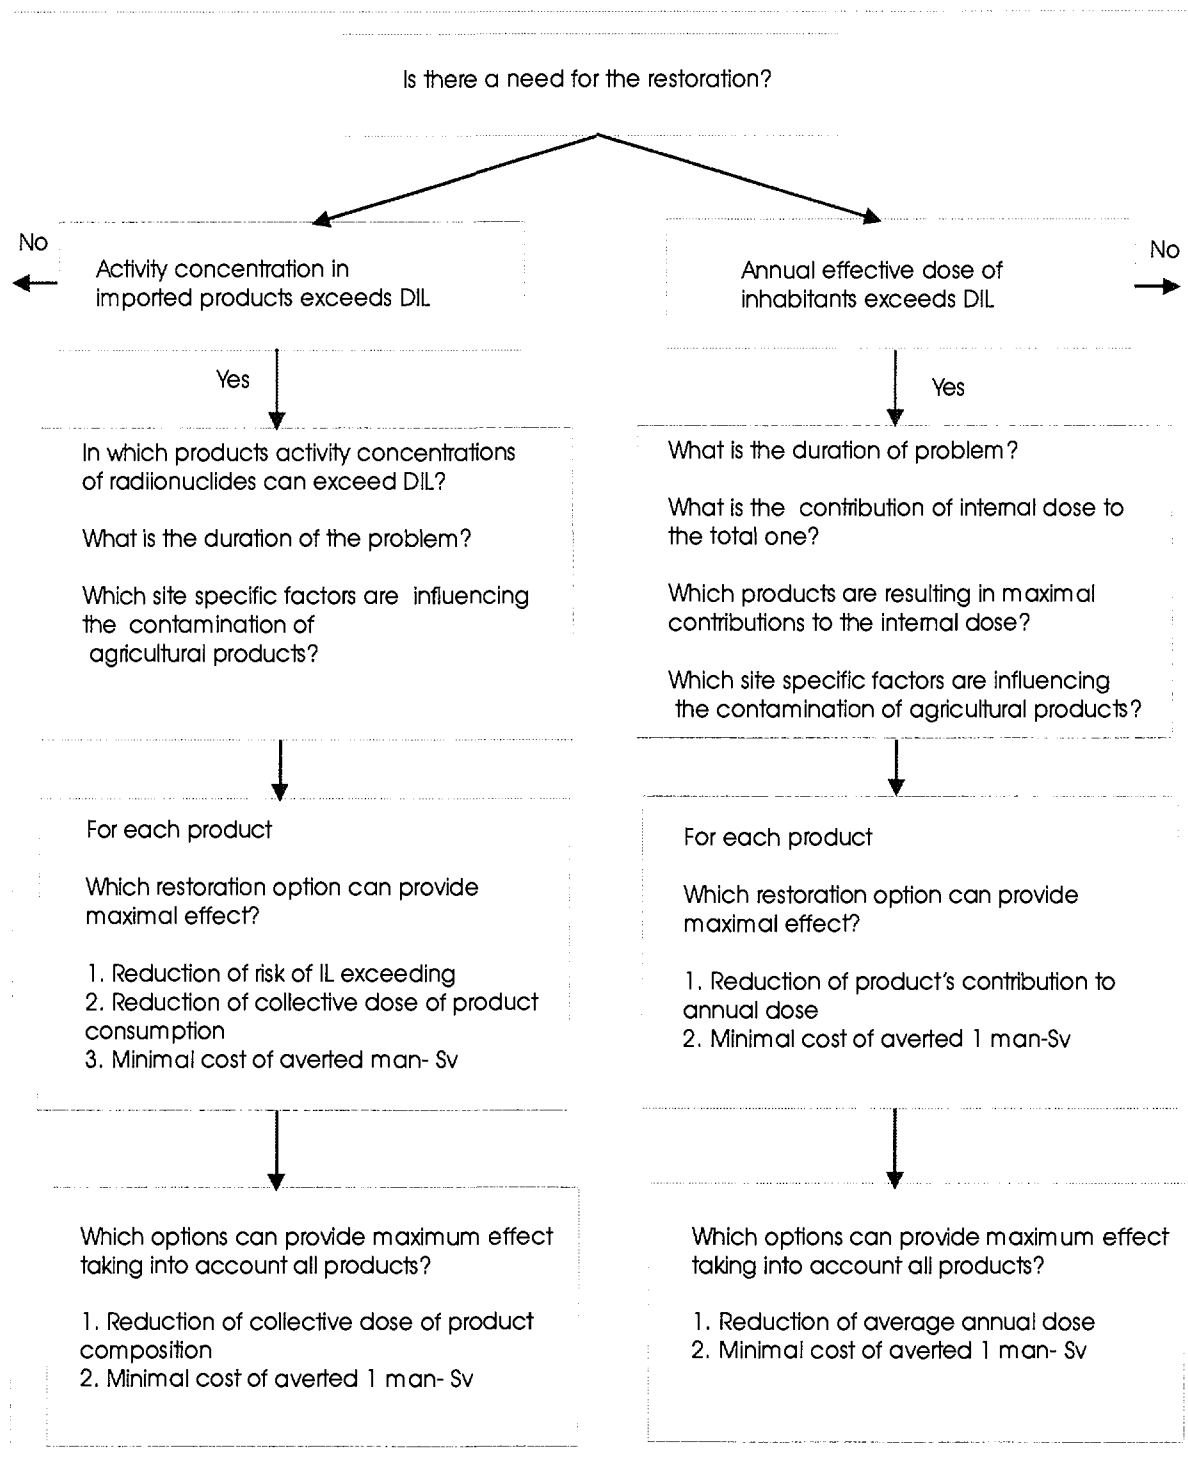 Is there a need for the restoration?
No
Activity concentration in
imported products exceeds DIL
Annual effective dose of
inhabitants exceeds DIL
No
Yes
Yes
In which products activity concentrations
of radiionuclides can exceed DIL?
What is the duration of the problem?
Which site specific factors are influencing
the contamination of
agricultural products?
What is the duration of problem?
What is the contribution of internal dose to
the total one?
Which products are resulting in maximal
contributions to the internal dose?
Which site specific factors are influencing
the contamination of agricultural products?
For each product
Which restoration option can provide
maximal effect?
1. Reduction of risk of IL exceeding
2. Reduction of collective dose of product
consumption
3. Minimal cost of averted man- Sv
For each product
Which restoration option can provide
maximal effect?
1. Reduction of product's contribution to
annual dose
2. Minimal cost of averted 1 man-Sv
Which options can provide maximum effect
taking into account all products?
1. Reduction of collective dose of product
composition
2. Minimal cost of averted 1 man- Sv
Which options can provide maximum effect
taking into account all products?
1. Reduction of average annual dose
2. Minimal cost of averted 1 man- Sv